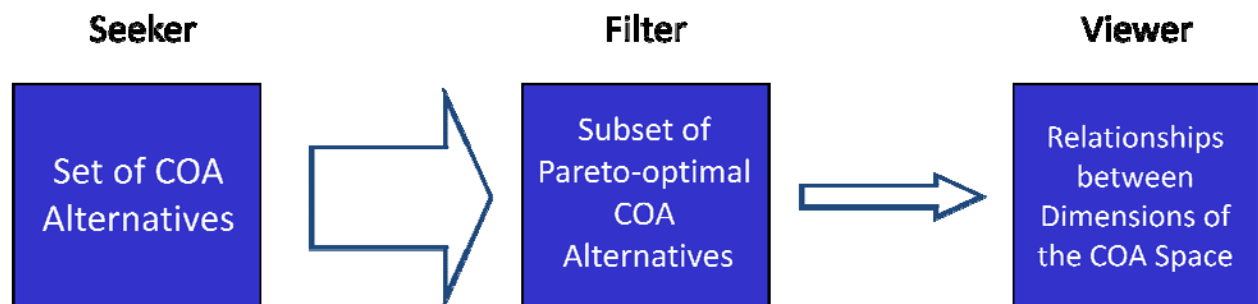 Seeker
Filter
Viewer
Set of COA
Alternatives
Subset of
Pareto-optimal
COA
Alternatives
Relationships
between
Dimensions of
the COA Space